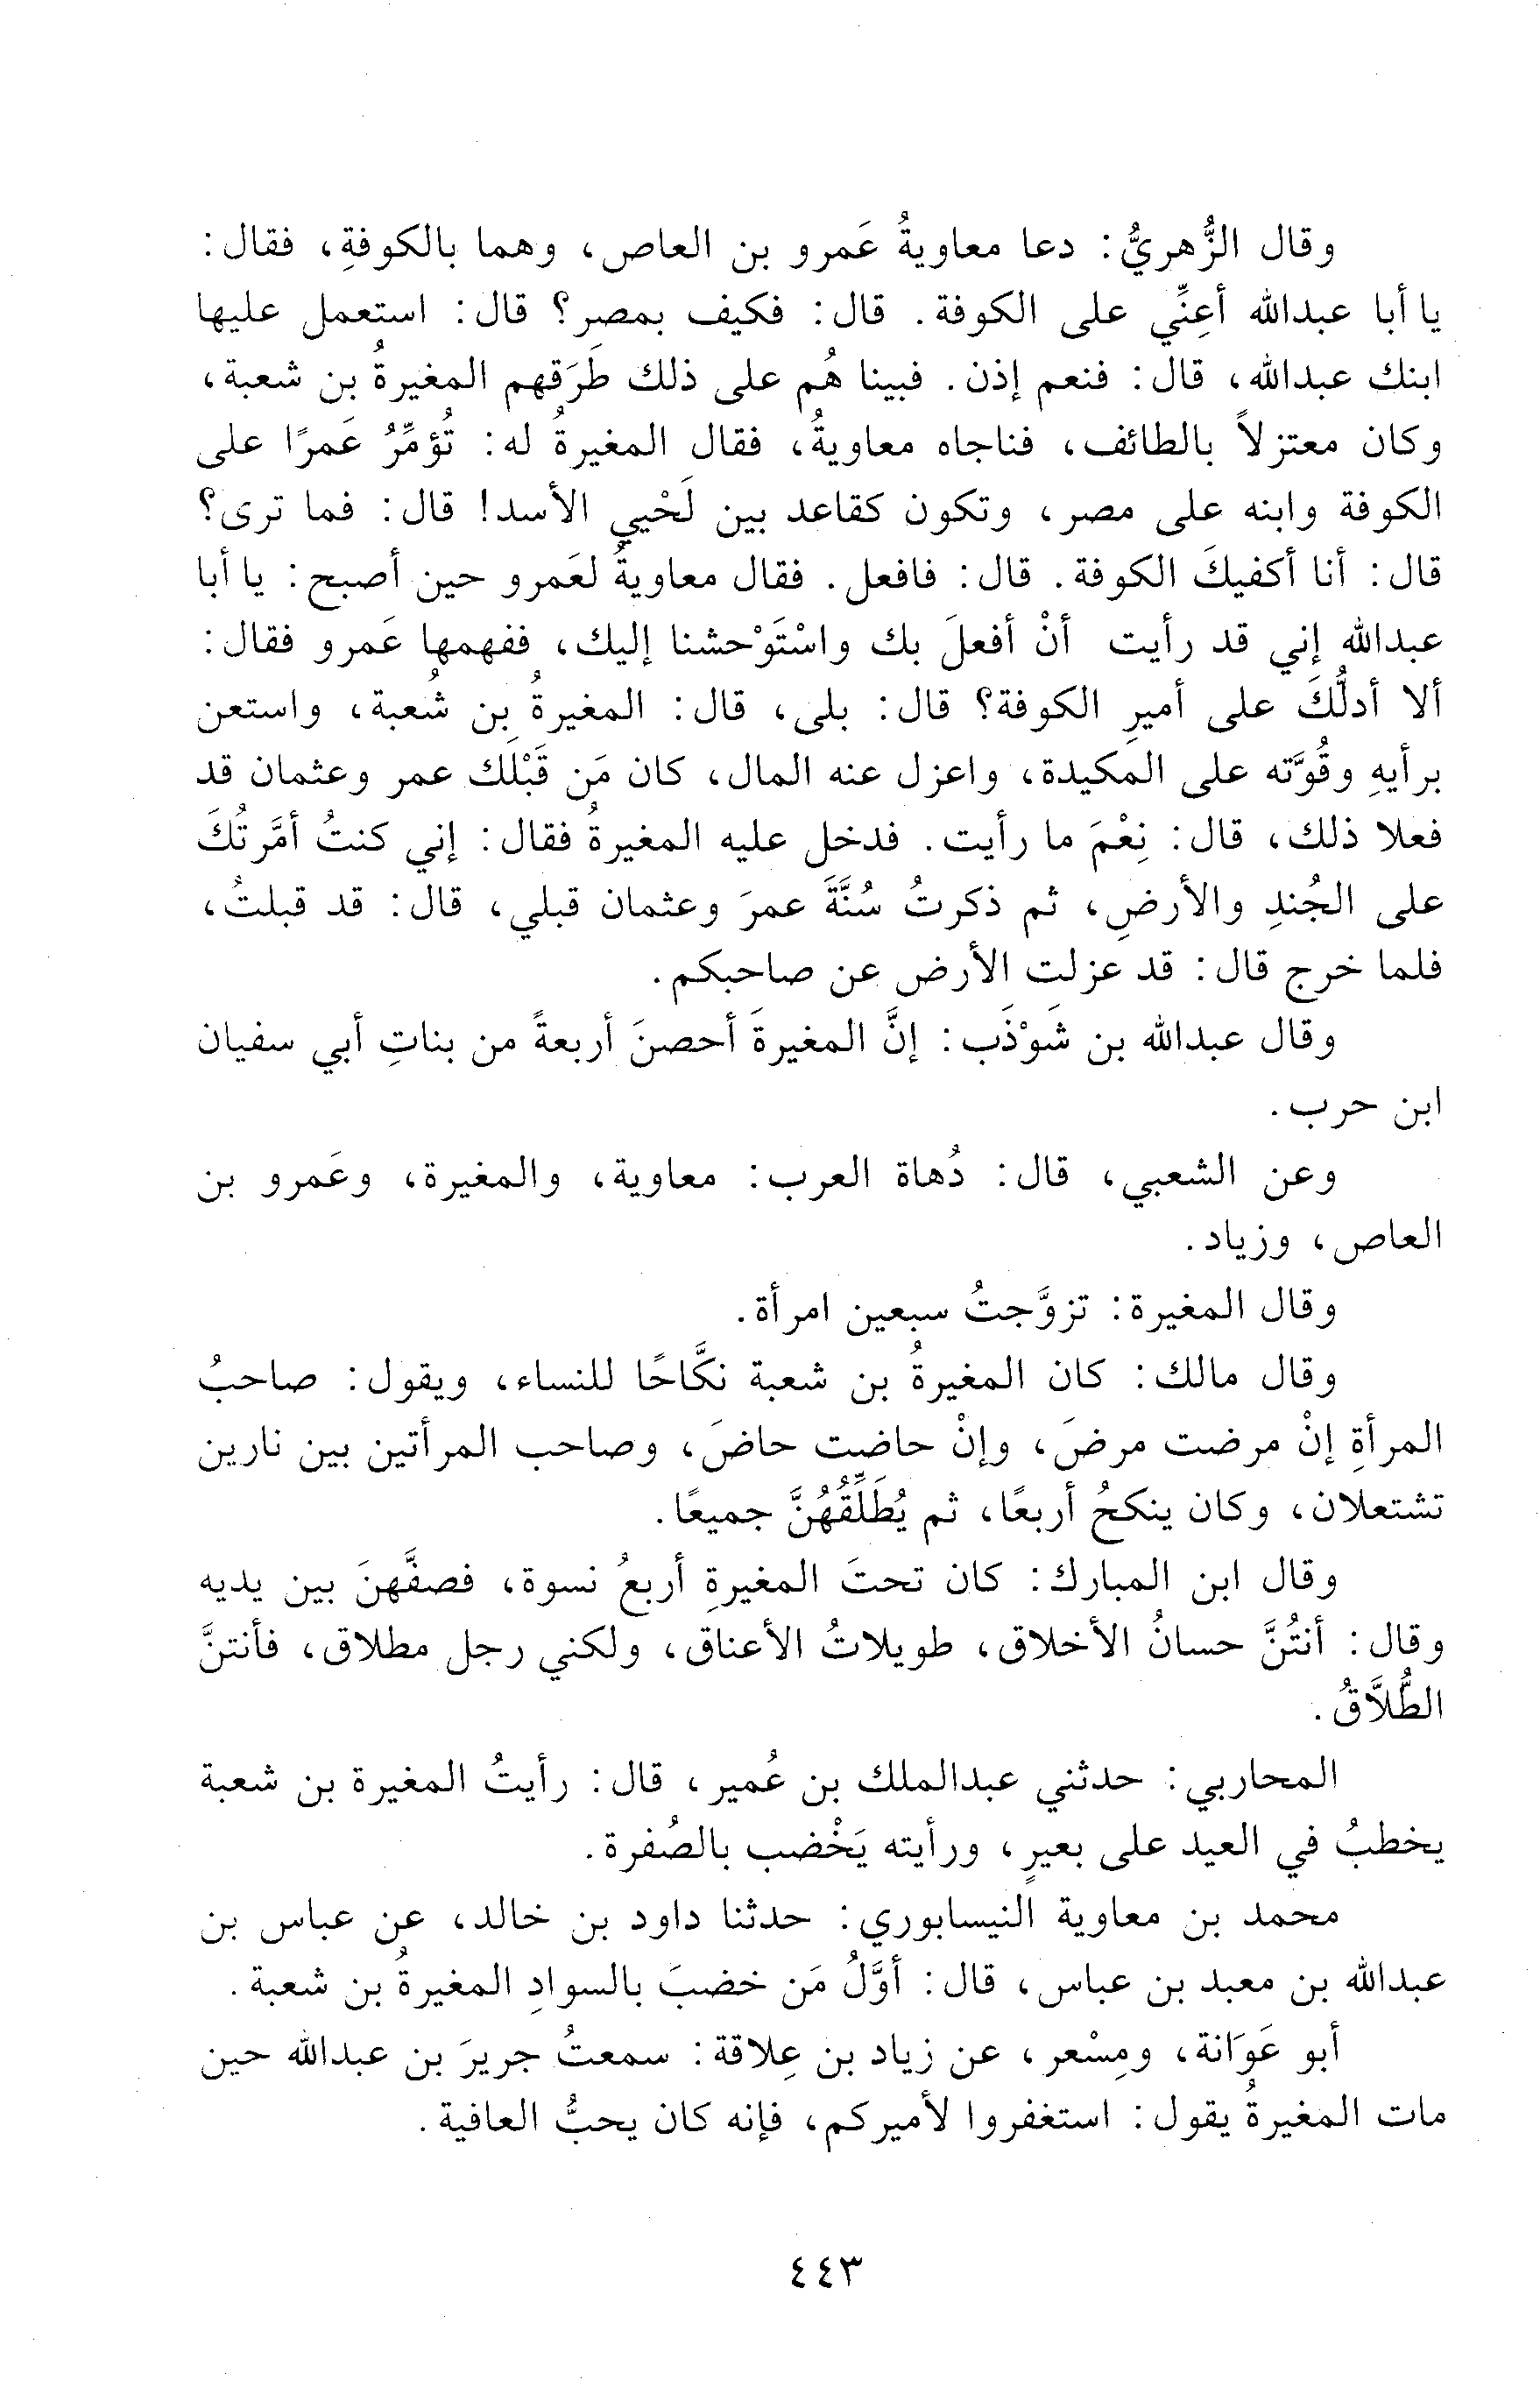 وقال الزُّهريُّ: دعا معاويةُ عَمرو بن العاص، وهما بالكوفةِ، فقال:
يا أبا عبدالله أعِنِّي على الكوفة. قال: فكيف بمصر؟ قال: استعمل عليها
ابنك عبدالله، قال: فنعم إذن. فبينا هُم على ذلك طَرَقهم المغيرةُ بن شعبة،
وكان معتزلاً بالطائف، فناجاه معاويةُ، فقال المغيرةُ له: تُؤمِّرُ عَمرًا على
الكوفة وابنه على مصر، وتكون كقاعد بين لَحْيي الأسد! قال: فما ترى؟
قال: أنا أكفيكَ الكوفة. قال: فافعل. فقال معاويةُ لعَمرو حين أصبح: يا أبا
عبدالله إني قد رأيت أنْ أفعلَ بك واسْتَوْحشنا إليك، ففهمها عَمرو فقال:
ألا أدلُّكَ على أميرِ الكوفة؟ قال: بلى، قال: المغيرةُ بن شُعبة، واستعن
برأيهِ وقُوَّته على المكيدة، واعزل عنه المال، كان مَن قَبْلَك عمر وعثمان قد
فعلا ذلك، قال: نِعْمَ ما رأيت. فدخل عليه المغيرةُ فقال: إني كنتُ أمَّرتُكَ
على الجُندِ والأرضِ، ثم ذكرتُ سُنَّةَ عمرَ وعثمان قبلي، قال: قد قبلتُ،
فلما خرج قال: قد عزلت الأرض عن صاحبكم.
وقال عبدالله بن شَوْذَب: إنَّ المغيرةَ أحصنَ أربعةً من بناتِ أبي سفيان
ابن حرب.
وعن الشعبي، قال: دُهاة العرب: معاوية، والمغيرة، وعَمرو بن
العاص، وزياد.
وقال المغيرة: تزوَّجتُ سبعين امرأة.
وقال مالك: كان المغيرةُ بن شعبة نكَّاحًا للنساء، ويقول: صاحبُ
المرأةِ إنْ مرضت مرضَ، وإنْ حاضت حاضَ، وصاحب المرأتين بين نارين
تشتعلان، وكان ينكحُ أربعًا، ثم يُطَلِّقُهُنَّ جميعًا.
وقال ابن المبارك: كان تحتَ المغيرةِ أربعُ نسوة، فصفَّهنَ بين يديه
وقال: أنتُنَّ حسانُ الأخلاق، طويلاتُ الأعناق، ولكني رجل مطلاق، فأنتنَّ
الطُّلاَّقُ.
المحاربي: حدثني عبدالملك بن عُمير، قال: رأيتُ المغيرة بن شعبة
يخطبُ في العيد على بعيرٍ، ورأيته يَخْضب بالصُفرة.
محمد بن معاوية النيسابوري: حدثنا داود بن خالد، عن عباس بن
عبدالله بن معبد بن عباس، قال: أوَّلُ مَن خضبَ بالسوادِ المغيرةُ بن شعبة.
أبو عَوَانة، ومِسْعر، عن زياد بن عِلاقة: سمعتُ جريرَ بن عبدالله حين
مات المغيرةُ يقول: استغفروا لأميركم، فإنه كان يحبُّ العافية.
٤٤٣